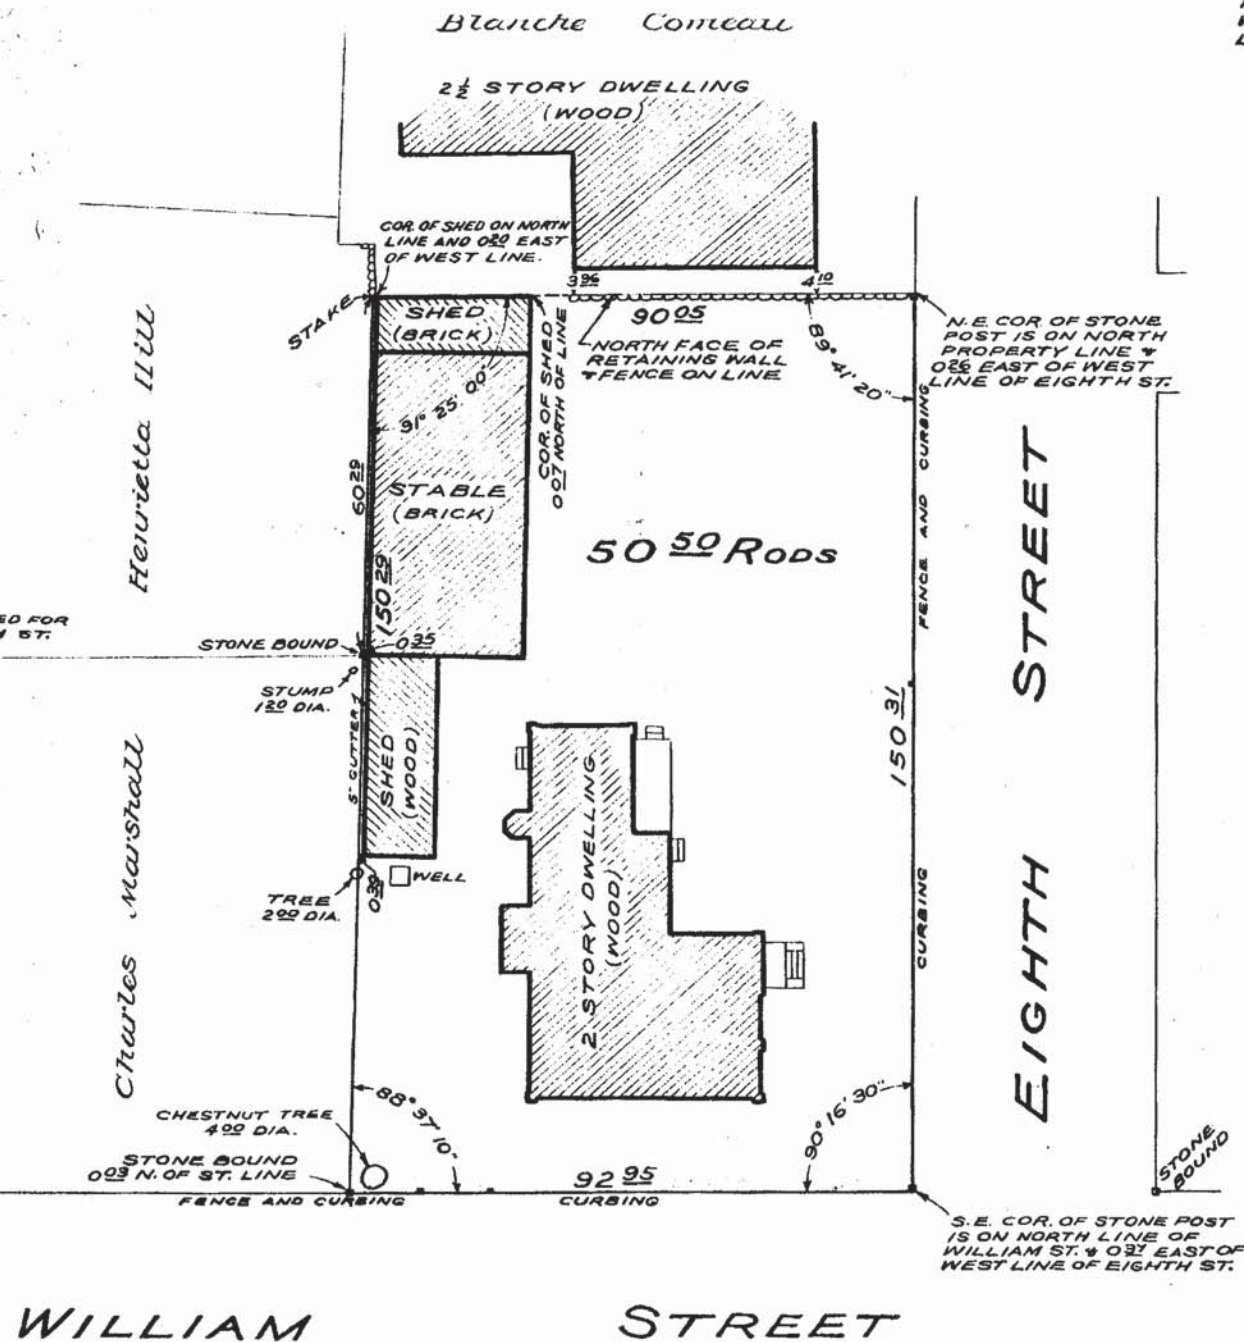 Blanche Comeau
2½ STORY DWELLING
(WOOD)
COR. OF SHED ON NORTH
LINE AND 0.20 EAST
OF WEST LINE.
STAKE
3.96
4.10
SHED
(BRICK)
90.05
NORTH FACE OF
RETAINING WALL
& FENCE ON LINE
COR. OF SHED
0.07 NORTH OF LINE
89° 41' 20"
N.E. COR. OF STONE
POST IS ON NORTH
PROPERTY LINE &
0.26 EAST OF WEST
LINE OF EIGHTH ST.
91° 25' 00"
Henrietta Hill
60.29
STABLE
(BRICK)
150.29
50.50 RODS
FENCE AND CURBING
EIGHTH STREET
ED FOR
ST.
STONE BOUND
0.35
STUMP
1.20 DIA.
5" GUTTER
SHED
(WOOD)
150.31
Charles Marshall
TREE
2.00 DIA.
0.30
WELL
2 STORY DWELLING
(WOOD)
CURBING
88° 37' 10"
90° 16' 30"
CHESTNUT TREE
4.00 DIA.
STONE BOUND
0.03 N. OF ST. LINE
FENCE AND CURBING
92.95
CURBING
STONE
BOUND
S.E. COR. OF STONE POST
IS ON NORTH LINE OF
WILLIAM ST. & 0.37 EAST OF
WEST LINE OF EIGHTH ST.
WILLIAM STREET